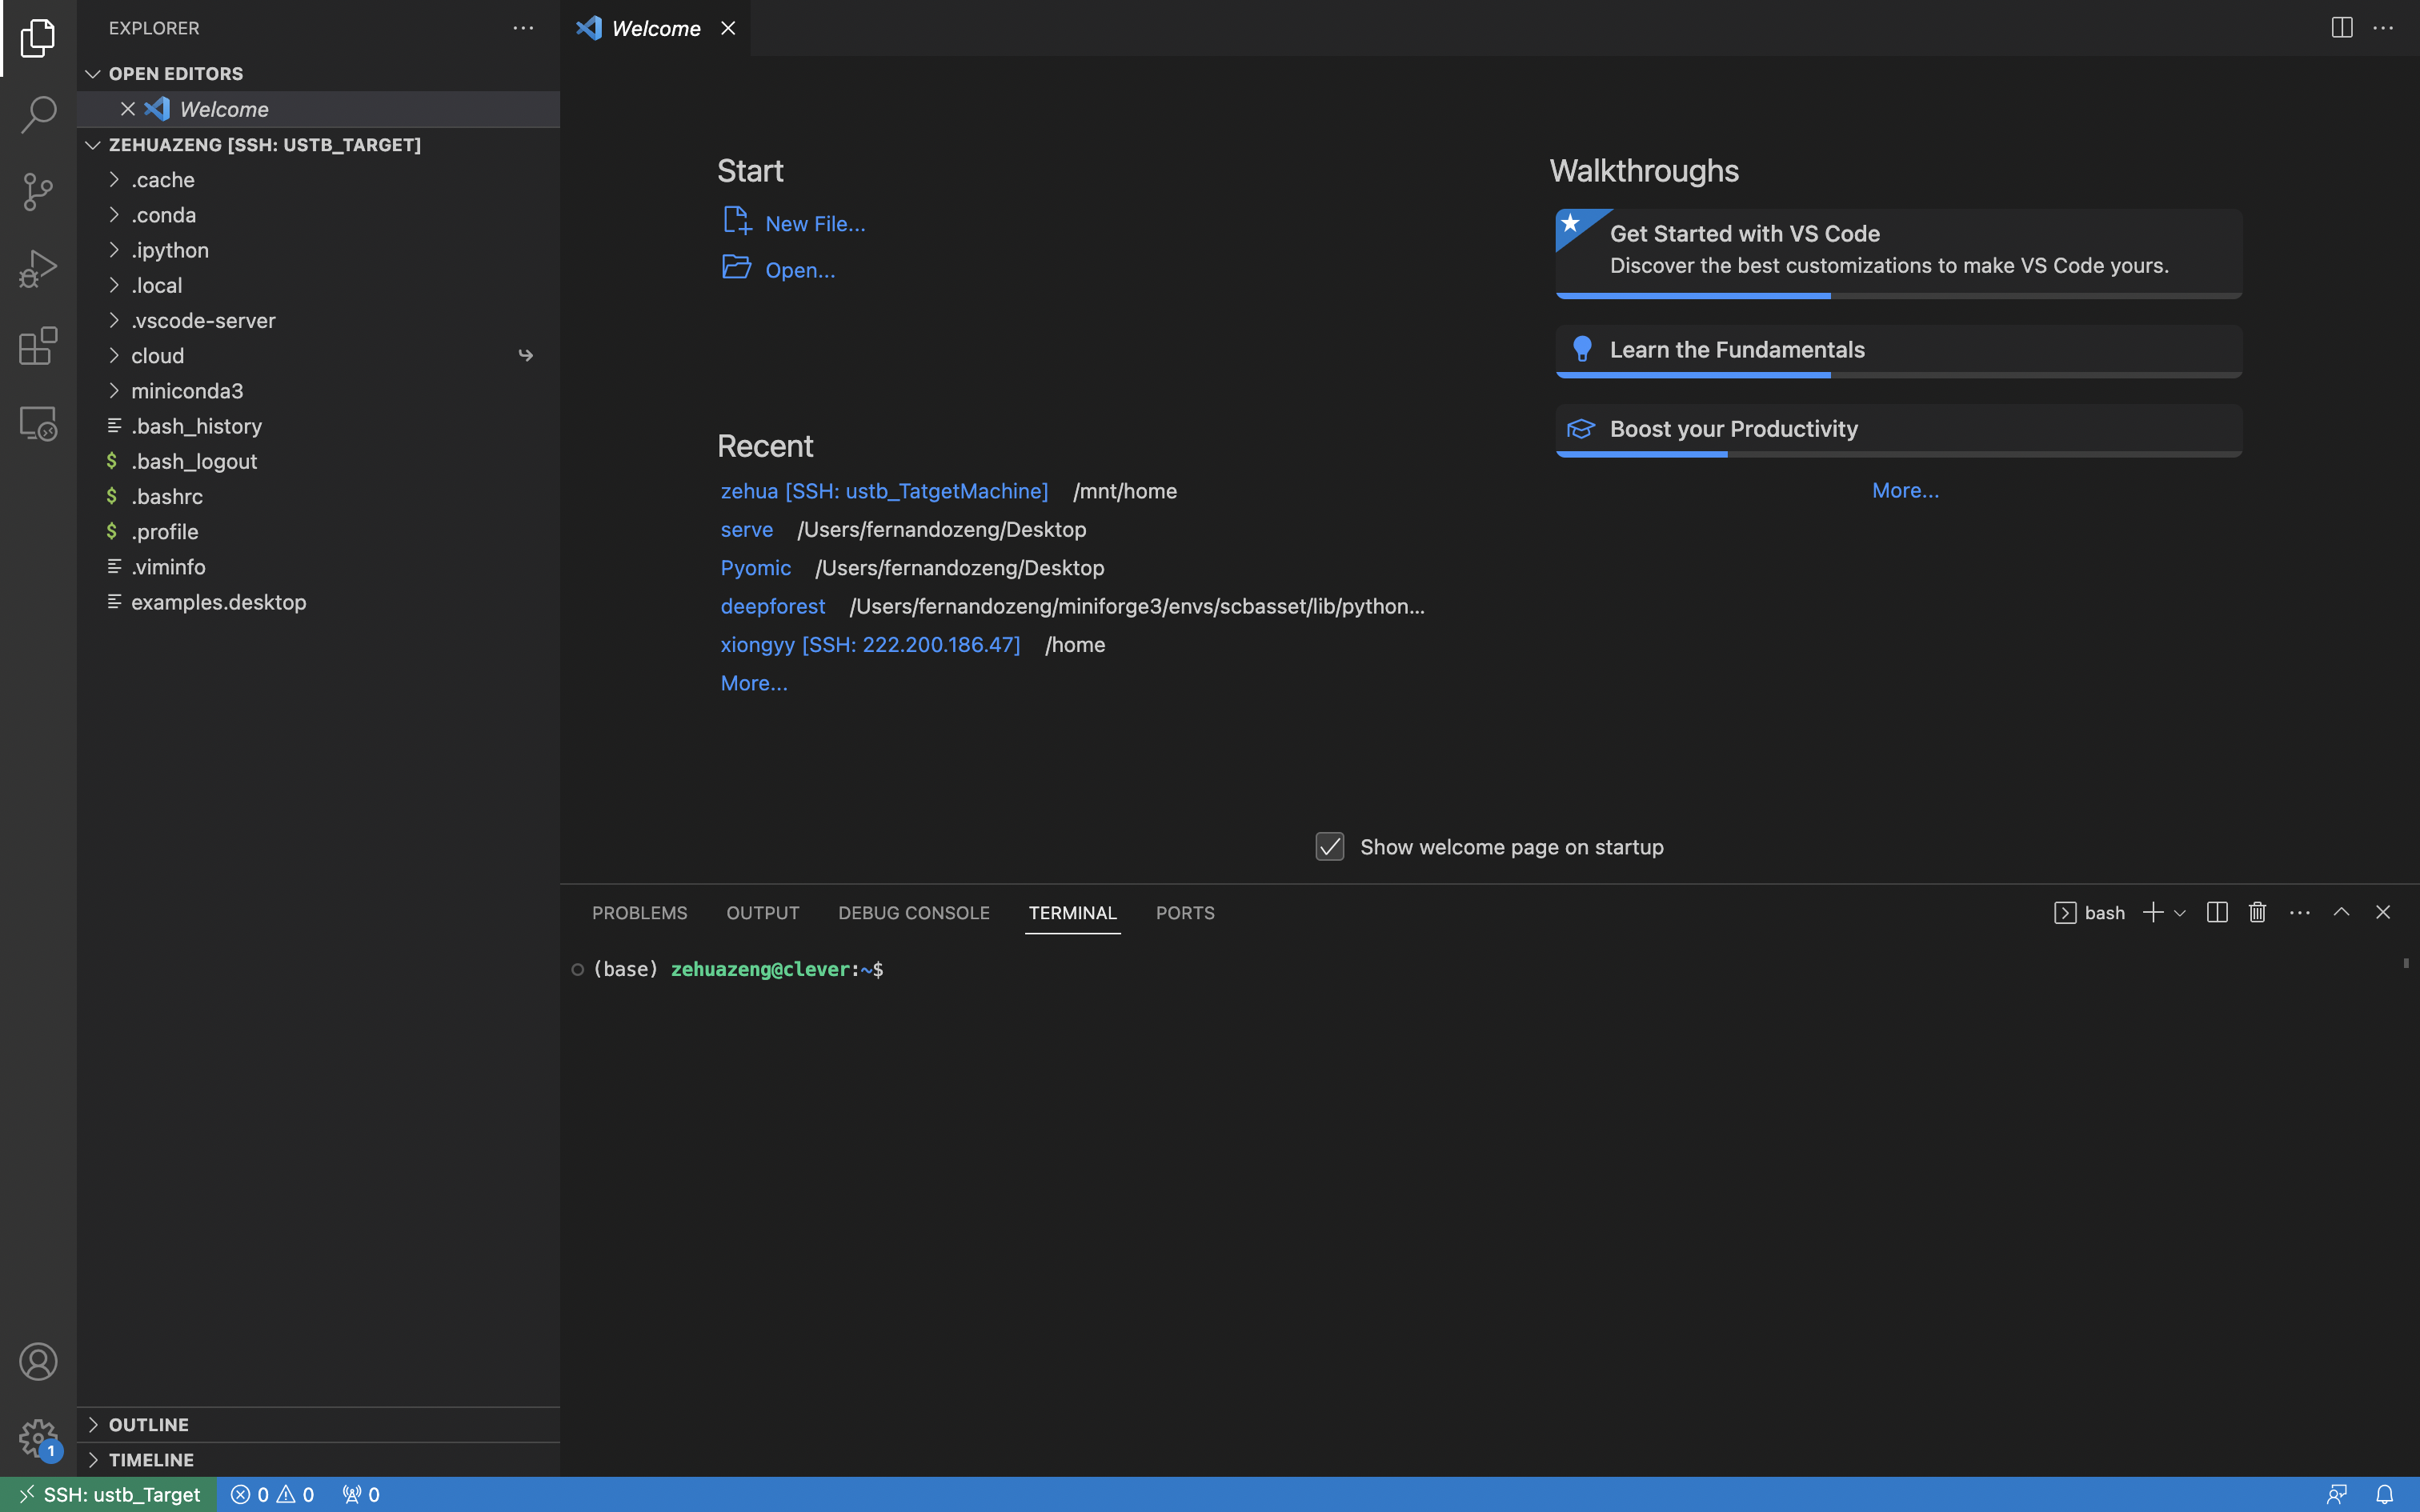 EXPLORER
OPEN EDITORS
Welcome
ZEHUAZENG [SSH: USTB_TARGET]
.cache
.conda
.ipython
.local
.vscode-server
cloud
miniconda3
.bash_history
$ .bash_logout
$ .bashrc
$ .profile
.viminfo
examples.desktop
OUTLINE
TIMELINE
1
Welcome
Start
New File...
Open...
Recent
zehua [SSH: ustb_TatgetMachine] /mnt/home
serve /Users/fernandozeng/Desktop
Pyomic /Users/fernandozeng/Desktop
deepforest /Users/fernandozeng/miniforge3/envs/scbasset/lib/python...
xiongyy [SSH: 222.200.186.47] /home
More...
Walkthroughs
Get Started with VS Code
Discover the best customizations to make VS Code yours.
Learn the Fundamentals
Boost your Productivity
More...
Show welcome page on startup
PROBLEMS OUTPUT DEBUG CONSOLE TERMINAL PORTS
bash
(base) zehuazeng@clever:~$
SSH: ustb_Target 0 0 0